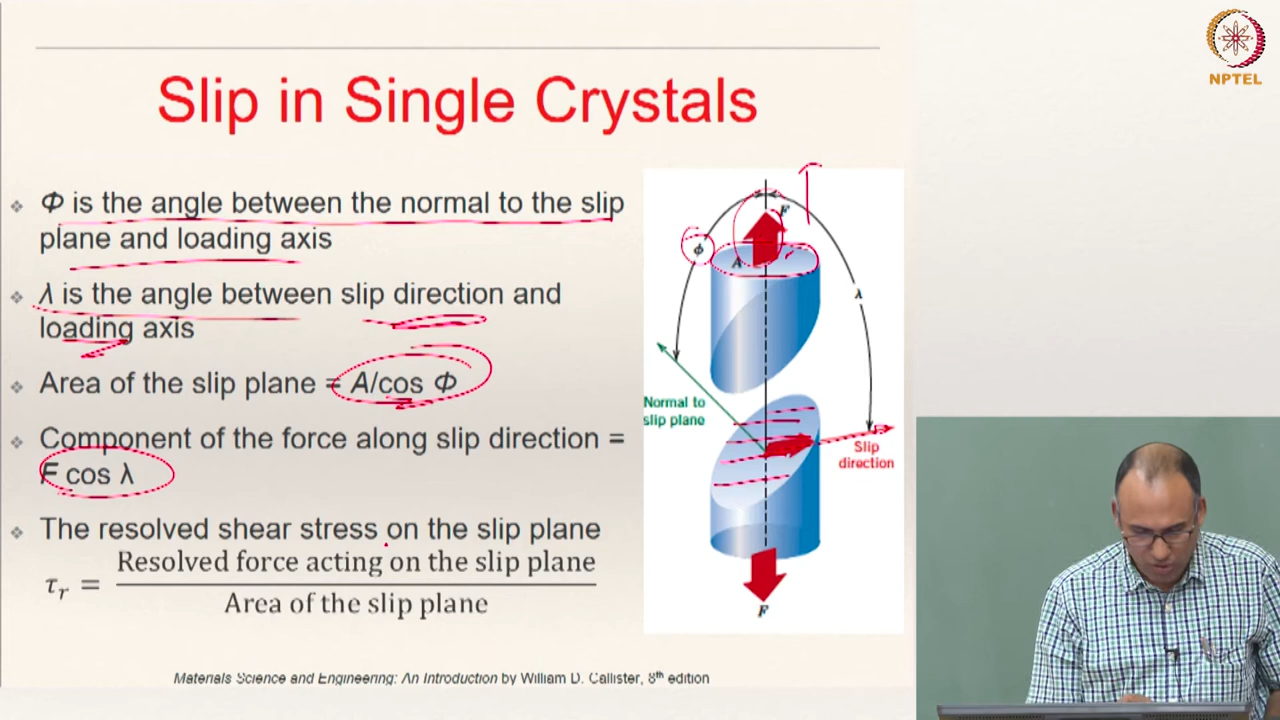 NPTEL
Slip in Single Crystals
❖ Φ is the angle between the normal to the slip
plane and loading axis
❖ λ is the angle between slip direction and
loading axis
❖ Area of the slip plane = A/cos Φ
❖ Component of the force along slip direction =
F cos λ
❖ The resolved shear stress on the slip plane
τr = Resolved force acting on the slip plane
Area of the slip plane
F
ϕ
A
λ
Normal to
slip plane
Slip
direction
F
Materials Science and Engineering: An Introduction by William D. Callister, 8th edition